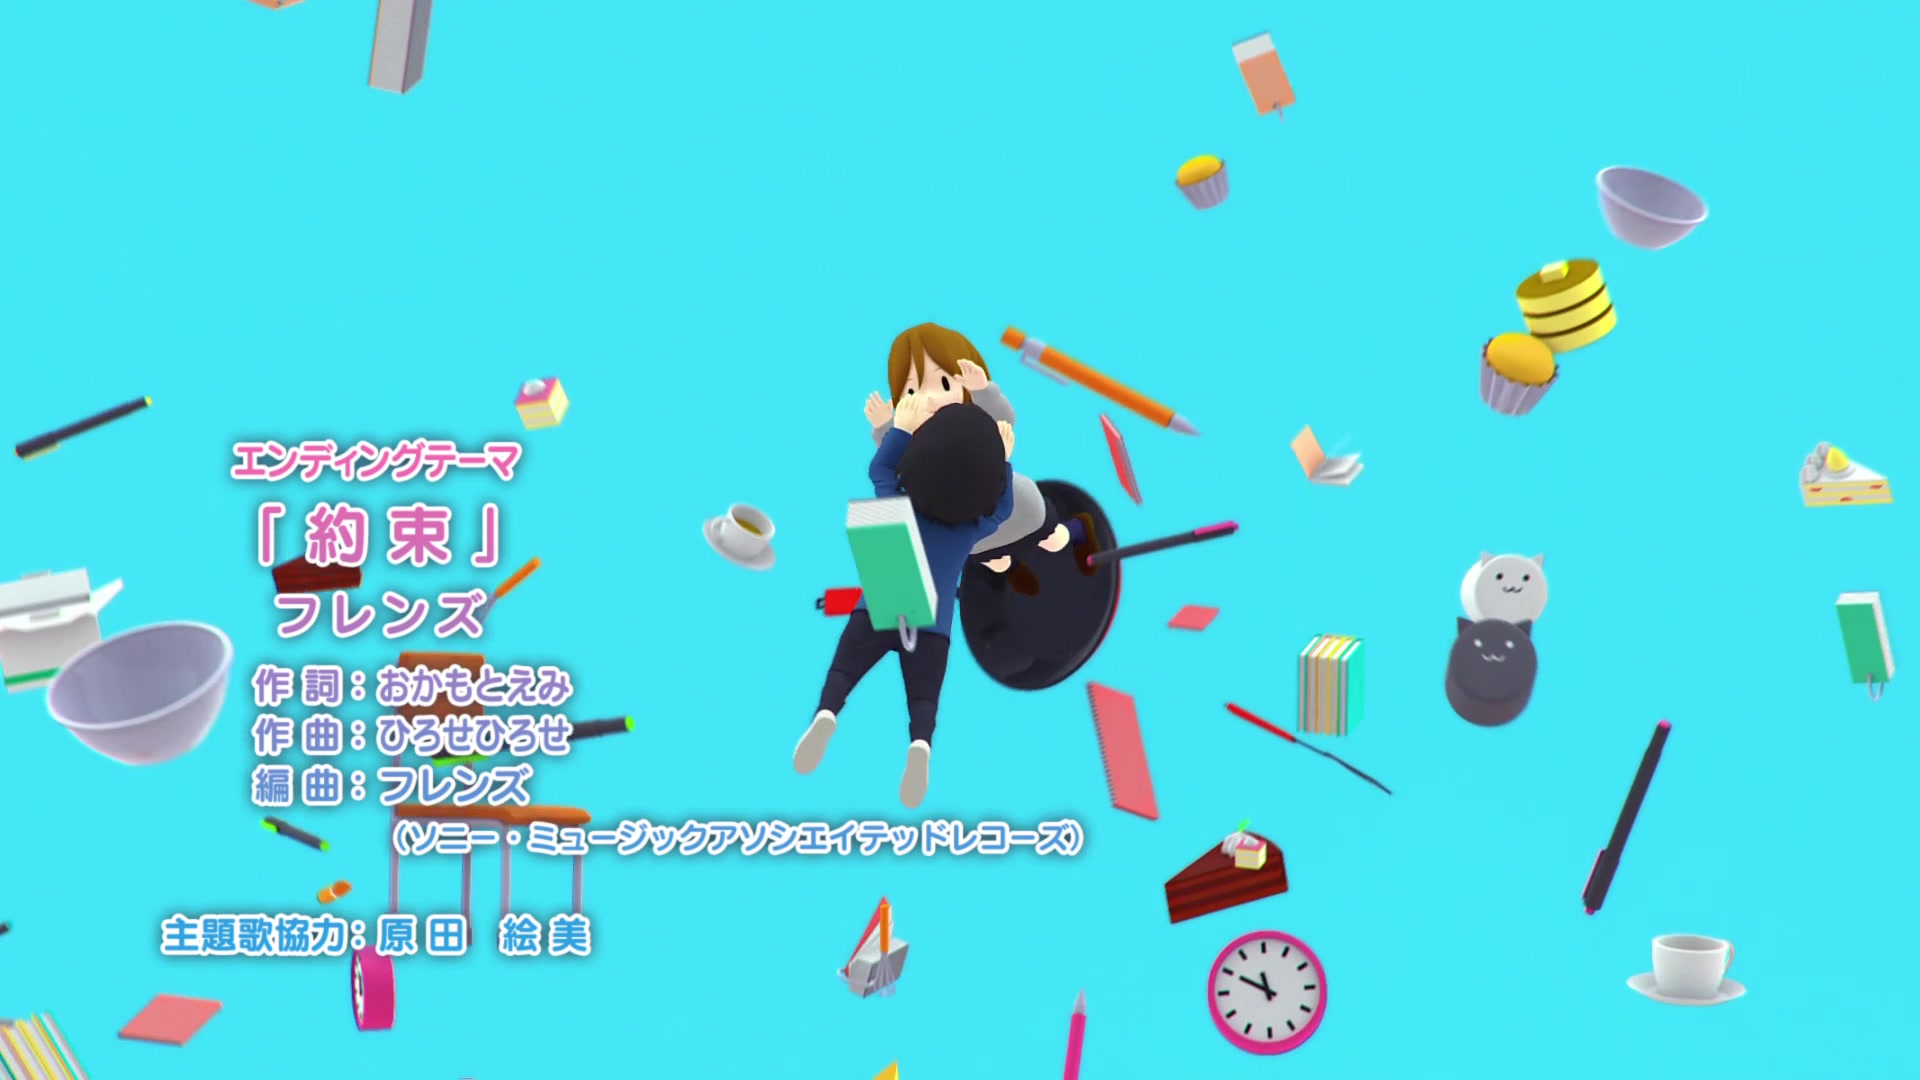 エンディングテーマ
「約束」
フレンズ
作詞：おかもとえみ
作曲：ひろせひろせ
編曲：フレンズ
（ソニー・ミュージックアソシエイテッドレコーズ）
主題歌協力：原田　絵美